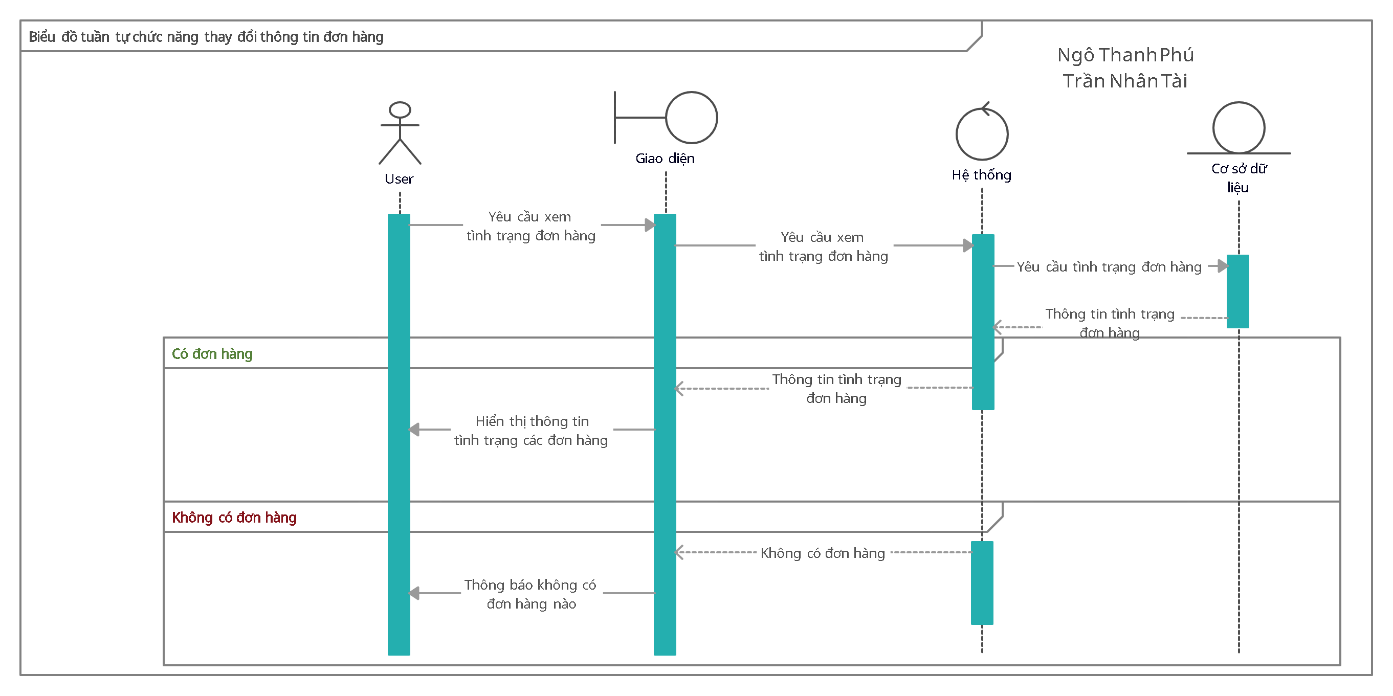 Biểu đồ tuần tự chức năng thay đổi thông tin đơn hàng
Ngô Thanh Phú
Trần Nhân Tài
User
Giao diện
Hệ thống
Cơ sở dữ
liệu
Yêu cầu xem
tình trạng đơn hàng
Yêu cầu xem
tình trạng đơn hàng
Yêu cầu tình trạng đơn hàng
Thông tin tình trạng
đơn hàng
Có đơn hàng
Thông tin tình trạng
đơn hàng
Hiển thị thông tin
tình trạng các đơn hàng
Không có đơn hàng
Không có đơn hàng
Thông báo không có
đơn hàng nào